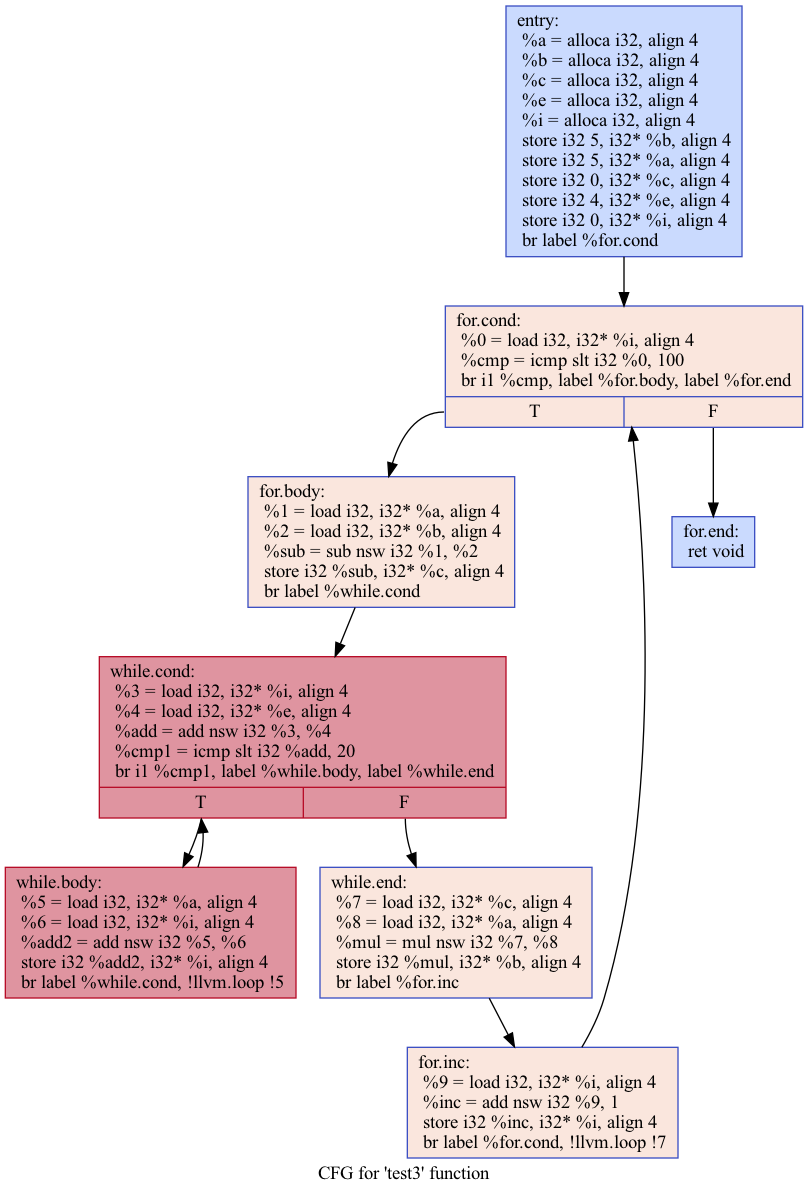 entry:
%a = alloca i32, align 4
%b = alloca i32, align 4
%c = alloca i32, align 4
%e = alloca i32, align 4
%i = alloca i32, align 4
store i32 5, i32* %b, align 4
store i32 5, i32* %a, align 4
store i32 0, i32* %c, align 4
store i32 4, i32* %e, align 4
store i32 0, i32* %i, align 4
br label %for.cond
for.cond:
%0 = load i32, i32* %i, align 4
%cmp = icmp slt i32 %0, 100
br i1 %cmp, label %for.body, label %for.end
T
F
for.body:
%1 = load i32, i32* %a, align 4
%2 = load i32, i32* %b, align 4
%sub = sub nsw i32 %1, %2
store i32 %sub, i32* %c, align 4
br label %while.cond
for.end:
ret void
while.cond:
%3 = load i32, i32* %i, align 4
%4 = load i32, i32* %e, align 4
%add = add nsw i32 %3, %4
%cmp1 = icmp slt i32 %add, 20
br i1 %cmp1, label %while.body, label %while.end
T
F
while.body:
%5 = load i32, i32* %a, align 4
%6 = load i32, i32* %i, align 4
%add2 = add nsw i32 %5, %6
store i32 %add2, i32* %i, align 4
br label %while.cond, !llvm.loop !5
while.end:
%7 = load i32, i32* %c, align 4
%8 = load i32, i32* %a, align 4
%mul = mul nsw i32 %7, %8
store i32 %mul, i32* %b, align 4
br label %for.inc
for.inc:
%9 = load i32, i32* %i, align 4
%inc = add nsw i32 %9, 1
store i32 %inc, i32* %i, align 4
br label %for.cond, !llvm.loop !7
CFG for 'test3' function